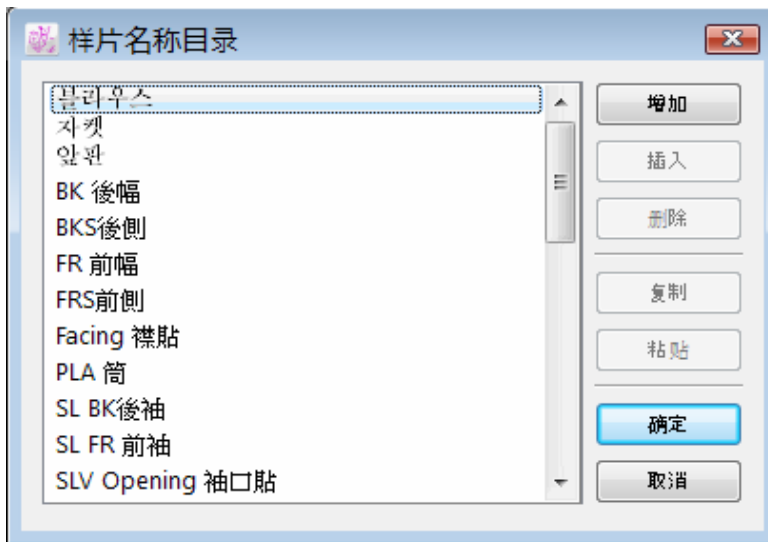 样片名称目录
블라우스
자켓
앞판
BK 後幅
BKS後側
FR 前幅
FRS前側
Facing 襟貼
PLA 筒
SL BK後袖
SL FR 前袖
SLV Opening 袖口貼
增加
插入
删除
复制
粘贴
确定
取消